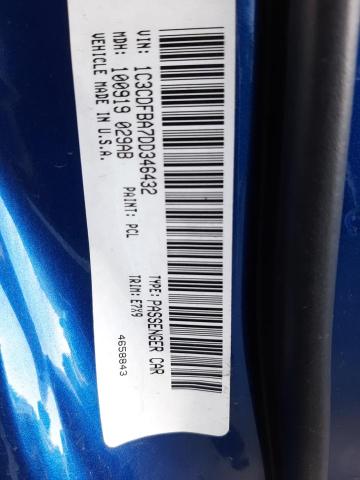 VIN: 1C3CDFBA7DD346432 TYPE: PASSENGER CAR
MDH: 100919 029AB PAINT: PCL TRIM: E7X9
VEHICLE MADE IN U.S.A. 4658843